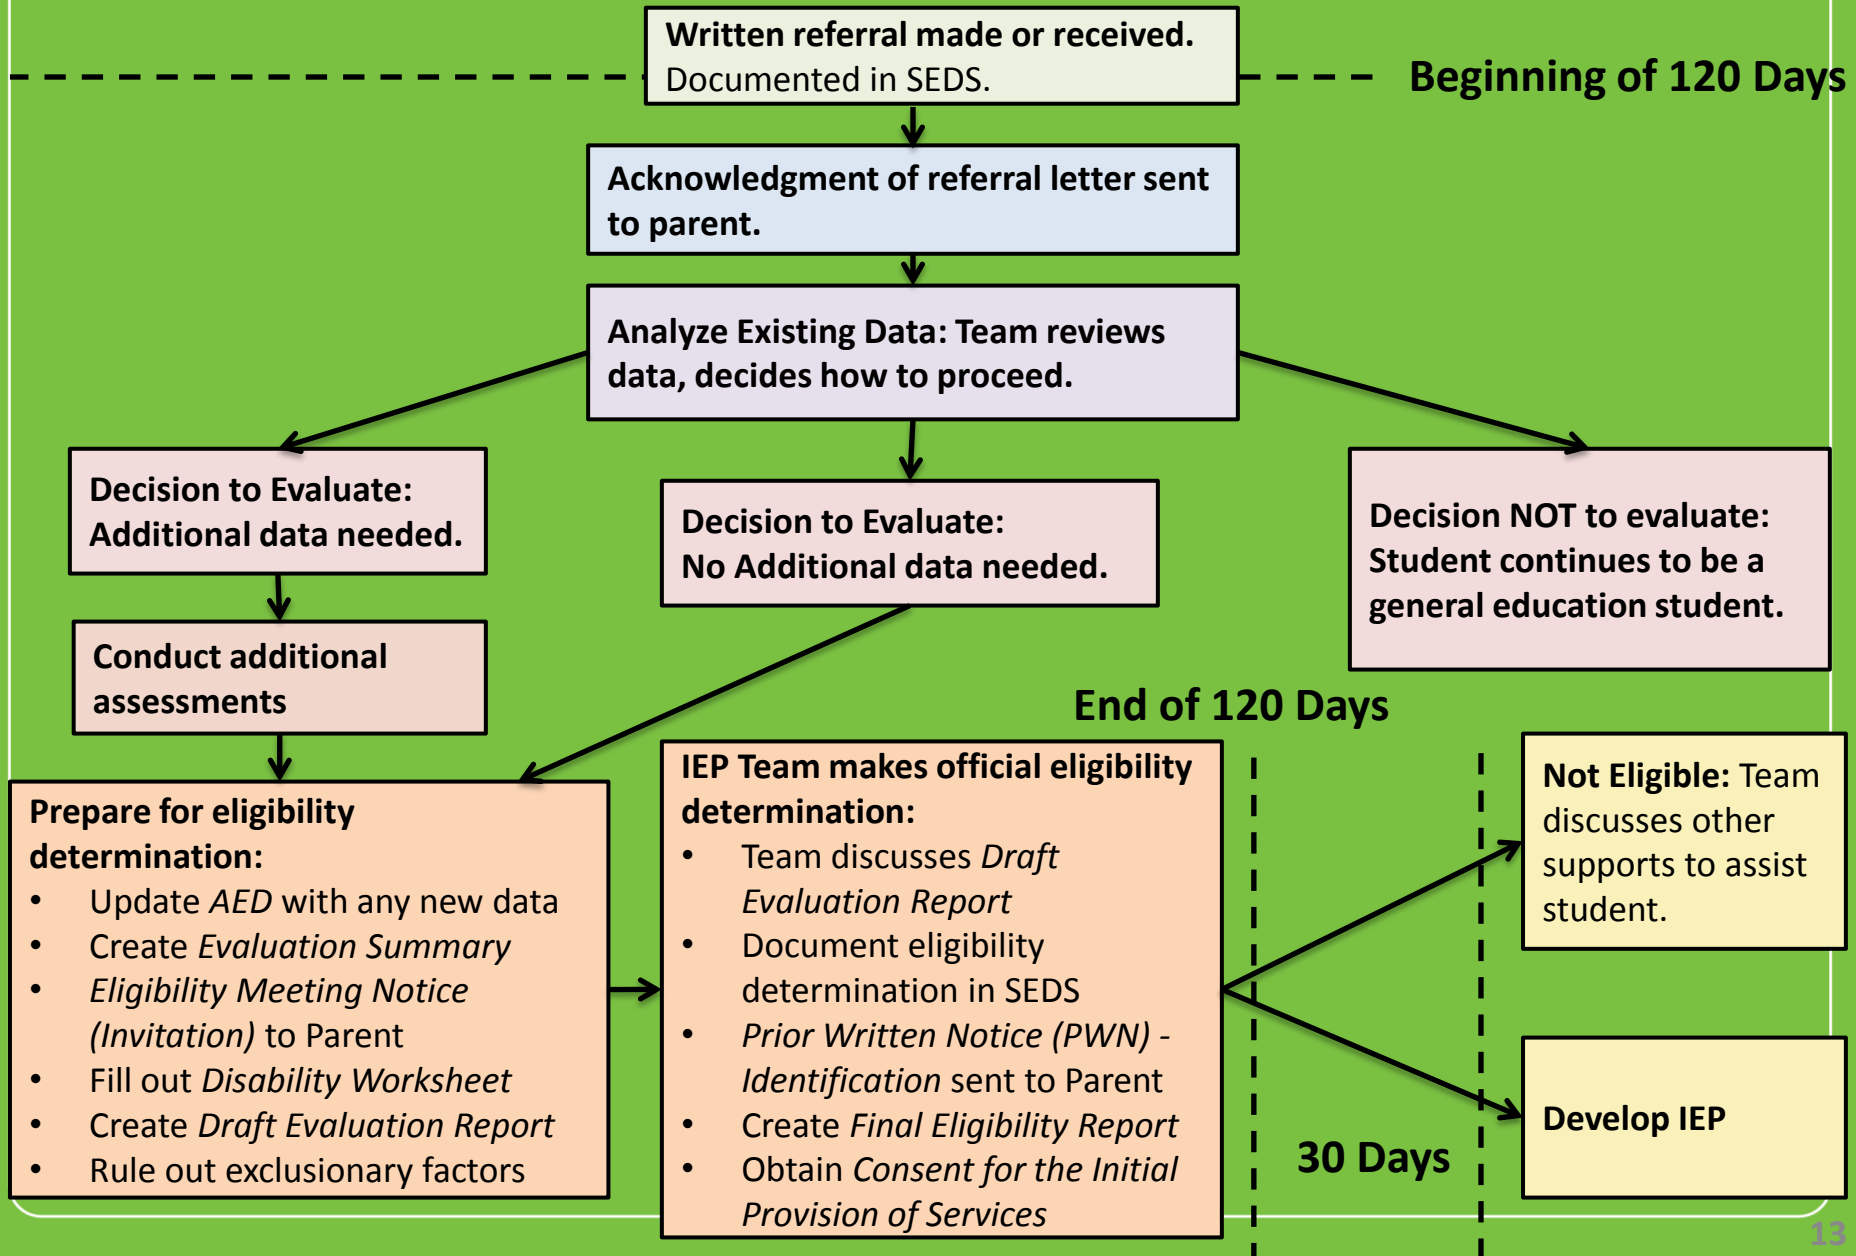 Written referral made or received.
Documented in SEDS.
Beginning of 120 Days
Acknowledgment of referral letter sent
to parent.
Analyze Existing Data: Team reviews
data, decides how to proceed.
Decision to Evaluate:
Additional data needed.
Decision to Evaluate:
No Additional data needed.
Decision NOT to evaluate:
Student continues to be a
general education student.
Conduct additional
assessments
End of 120 Days
Prepare for eligibility
determination:
• Update AED with any new data
• Create Evaluation Summary
• Eligibility Meeting Notice
(Invitation) to Parent
• Fill out Disability Worksheet
• Create Draft Evaluation Report
• Rule out exclusionary factors
IEP Team makes official eligibility
determination:
• Team discusses Draft
Evaluation Report
• Document eligibility
determination in SEDS
• Prior Written Notice (PWN) -
Identification sent to Parent
• Create Final Eligibility Report
• Obtain Consent for the Initial
Provision of Services
30 Days
Not Eligible: Team
discusses other
supports to assist
student.
Develop IEP
13